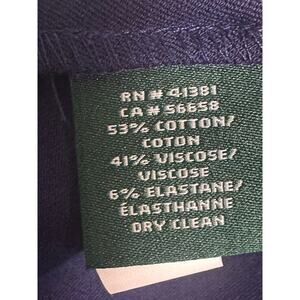 RN # 41381
CA # 56658
53% COTTON/
COTON
41% VISCOSE/
VISCOSE
6% ELASTANE/
ÉLASTHANNE
DRY CLEAN